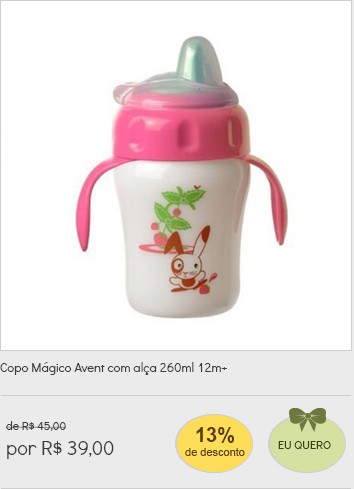 Copo Mágico Avent com alça 260ml 12m+
de R$ 45,00
por R$ 39,00
13%
de desconto
EU QUERO